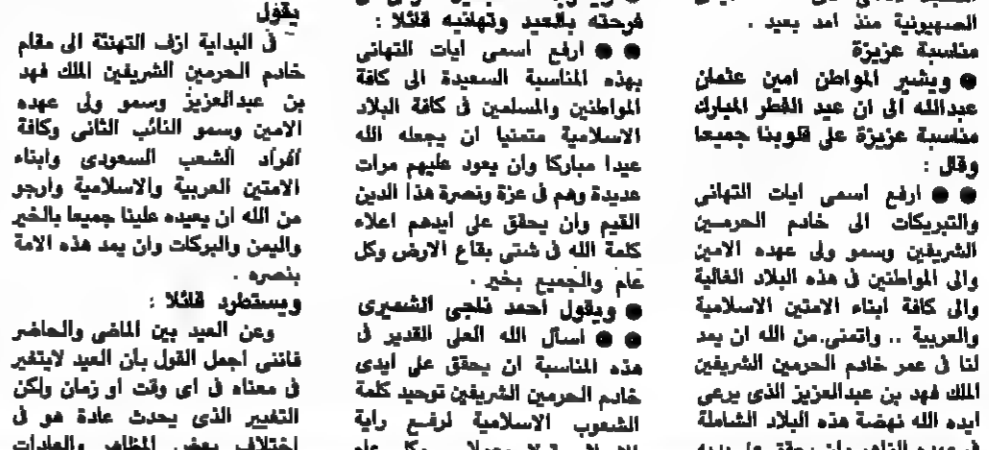 الصهيونية منذ امد بعيد .
مناسبة عزيزة
● ويشير المواطن امين عثمان
عبدالله الى ان عيد الفطر المبارك
مناسبة عزيزة على قلوبنا جميعا
وقال :
● ● ارفع اسمى ايات التهانى
والتبريكات الى خادم الحرمين
الشريفين وسمو ولى عهده الامين
والى المواطنين فى هذه البلاد الغالية
والى كافة ابناء الامتين الاسلامية
والعربية .. واتمنى من الله ان يمد
لنا فى عمر خادم الحرمين الشريفين
الملك فهد بن عبدالعزيز الذى يرعى
ايده الله نهضة هذه البلاد الشاملة
فرحته بالعيد وتهانيه قائلا :
● ● ارفع اسمى ايات التهانى
بهذه المناسبة السعيدة الى كافة
المواطنين والمسلمين فى كافة البلاد
الاسلامية متمنيا ان يجعله الله
عيدا مباركا وان يعود عليهم مرات
عديدة وهم فى عزة ونصرة هذا الدين
القيم وان يحقق على ايدهم اعلاء
كلمة الله فى شتى بقاع الارض وكل
عام والجميع بخير .
● ويقول احمد ناجى الشميرى
● ● اسأل الله العلى القدير فى
هذه المناسبة ان يحقق على ايدى
خادم الحرمين الشريفين توحيد كلمة
الشعوب الاسلامية لرفع راية
يقول
فى البداية ازف التهنئة الى مقام
خادم الحرمين الشريفين الملك فهد
بن عبدالعزيز وسمو ولى عهده
الامين وسمو النائب الثانى وكافة
أفراد الشعب السعودى وابناء
الامتين العربية والاسلامية وارجو
من الله ان يعيده علينا جميعا بالخير
واليمن والبركات وان يمد هذه الامة
بنصره .
ويستطرد قائلا :
وعن العيد بين الماضى والحاضر
فاننى اجمل القول بأن العيد لايتغير
فى معناه فى اى وقت او زمان ولكن
التغيير الذى يحدث عادة هو فى
اختلاف بعض المظاهر والعادات